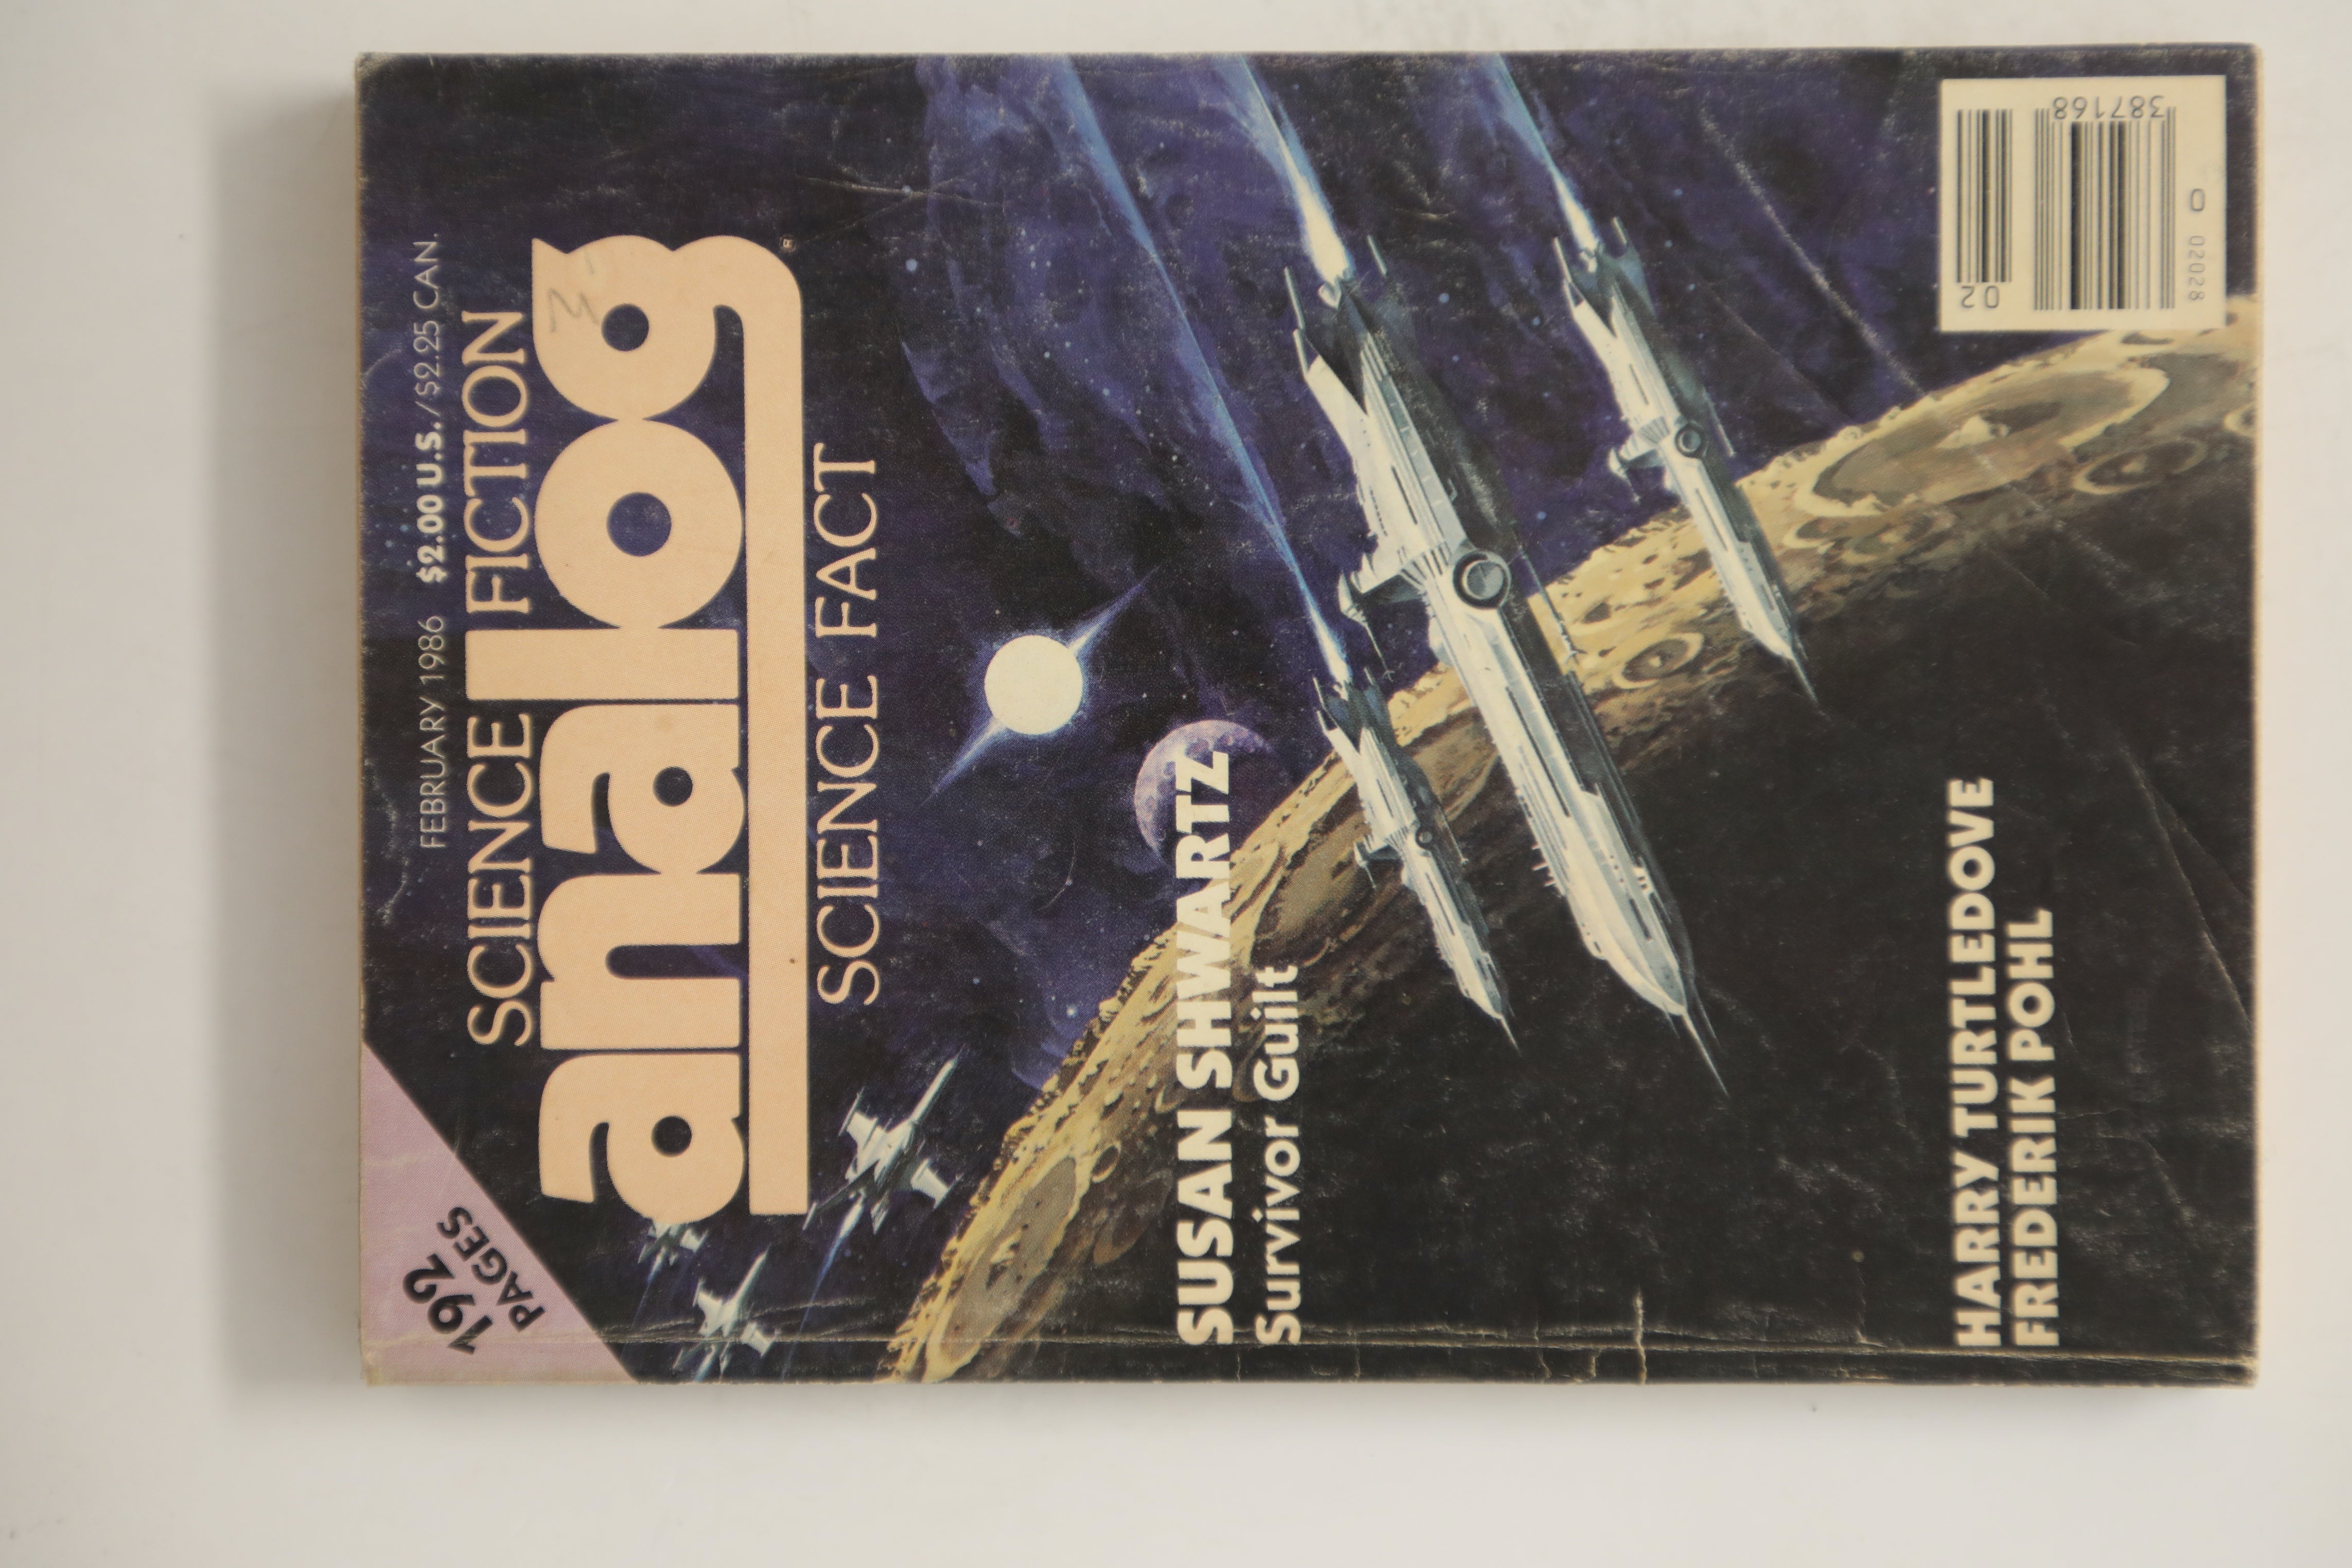 192
PAGES
FEBRUARY 1986 $2.00 U.S./$2.25 CAN.
SCIENCE FICTION
analog®
SCIENCE FACT
SUSAN SHWARTZ
Survivor Guilt
HARRY TURTLEDOVE
FREDERIK POHL
02
387168
0
02028